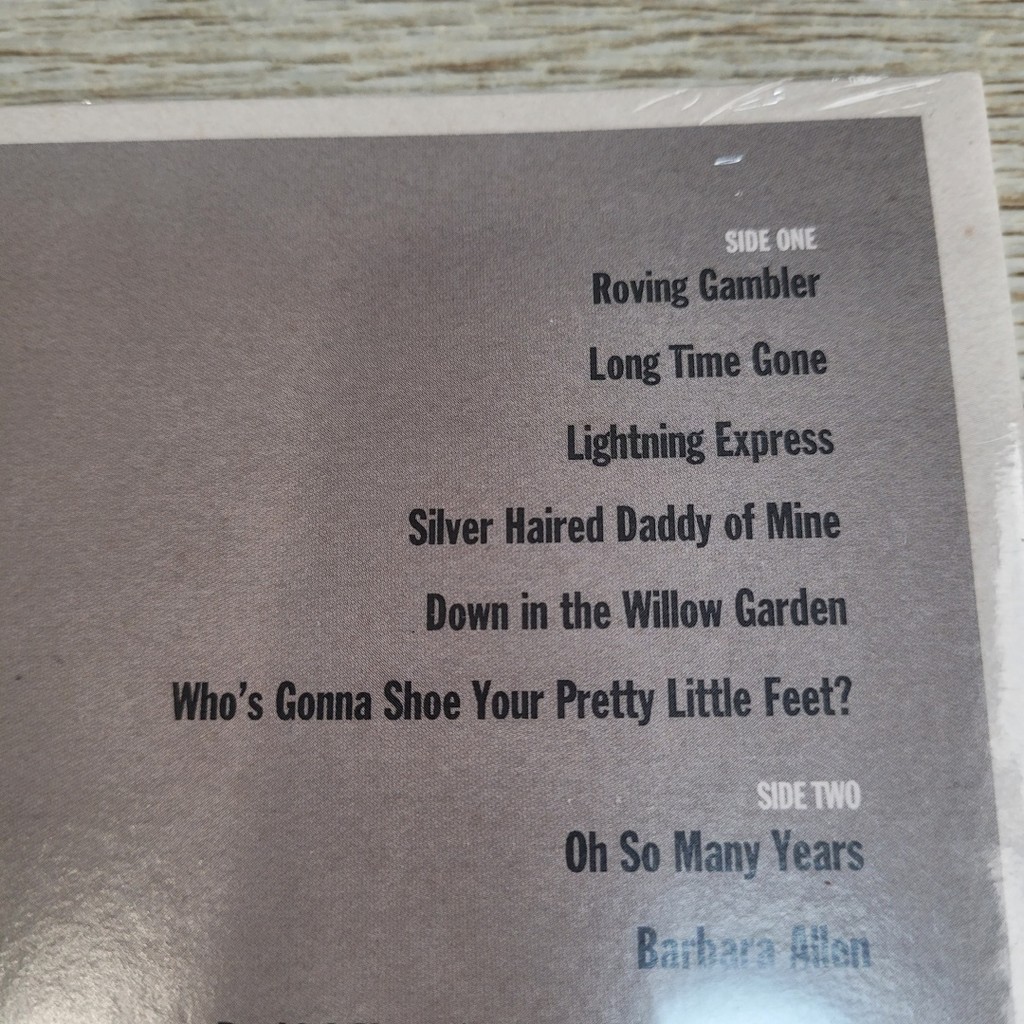 SIDE ONE
Roving Gambler
Long Time Gone
Lightning Express
Silver Haired Daddy of Mine
Down in the Willow Garden
Who's Gonna Shoe Your Pretty Little Feet?
SIDE TWO
Oh So Many Years
Barbara Allen